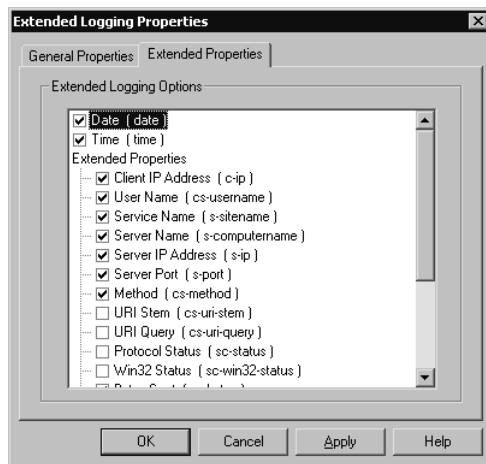 Extended Logging Properties
General Properties
Extended Properties
Extended Logging Options
Date ( date )
Time ( time )
Extended Properties
Client IP Address ( c-ip )
User Name ( cs-username )
Service Name ( s-sitename )
Server Name ( s-computername )
Server IP Address ( s-ip )
Server Port ( s-port )
Method ( cs-method )
URI Stem ( cs-uri-stem )
URI Query ( cs-uri-query )
Protocol Status ( sc-status )
Win32 Status ( sc-win32-status )
OK
Cancel
Apply
Help